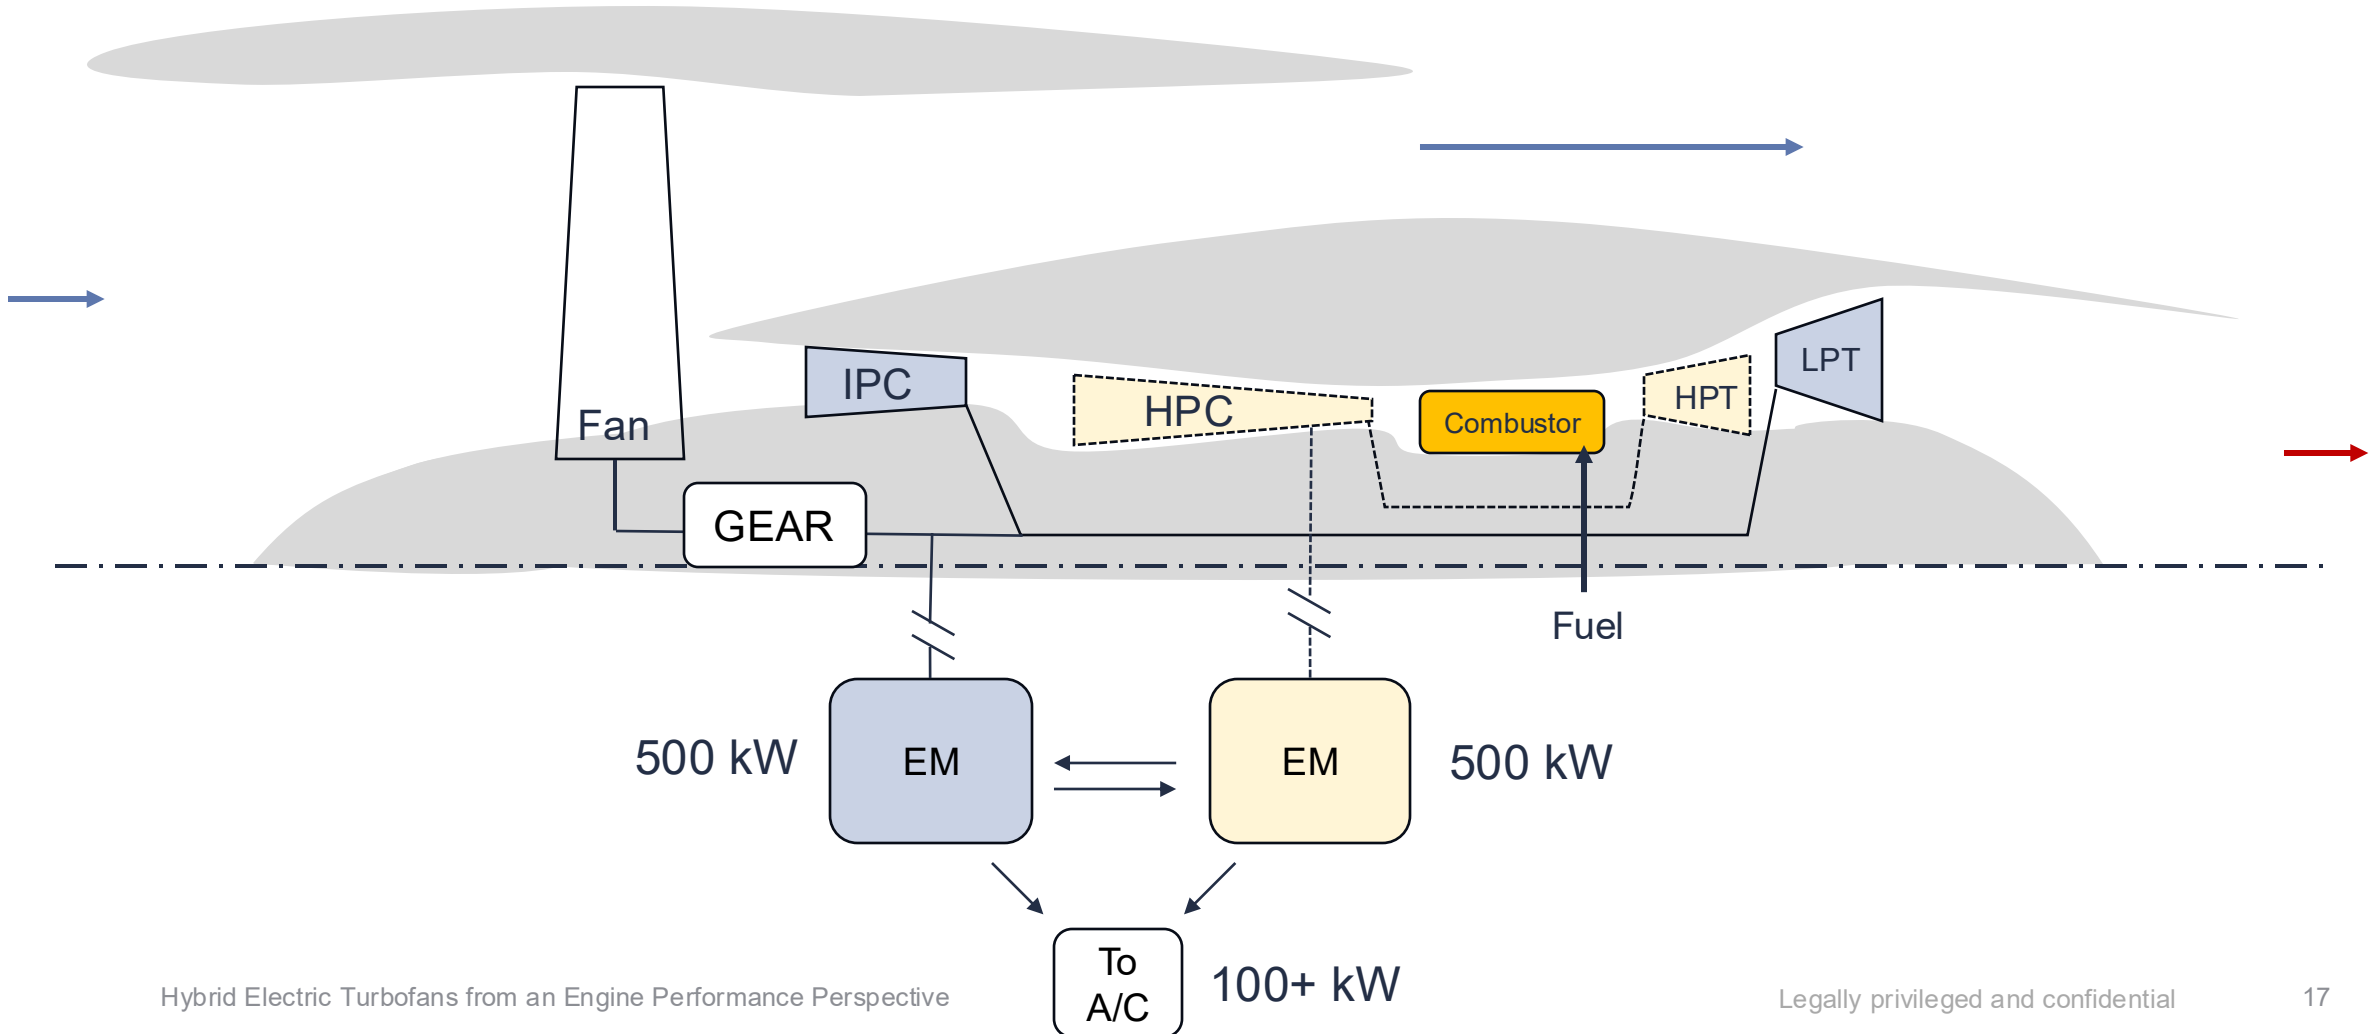 Fan
IPC
HPC
Combustor
HPT
LPT
GEAR
Fuel
500 kW
EM
EM
500 kW
To
A/C
100+ kW
Hybrid Electric Turbofans from an Engine Performance Perspective
Legally privileged and confidential
17